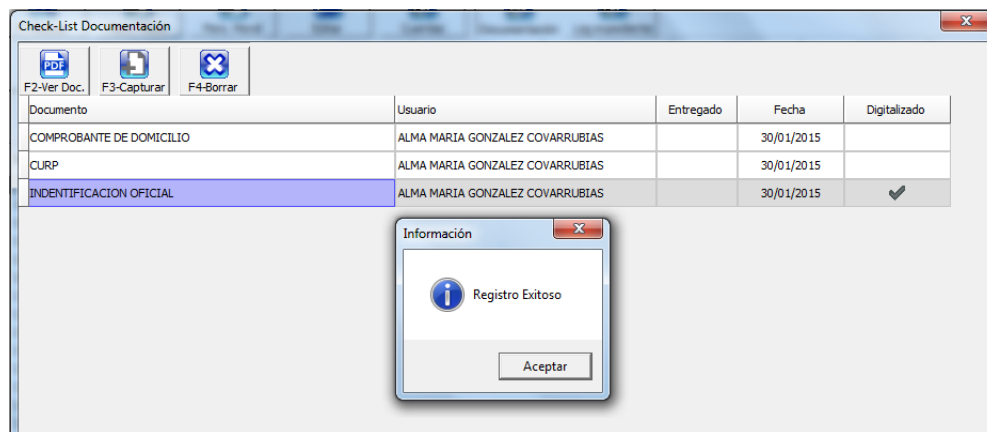 Check-List Documentación
PDF
F2-Ver Doc. F3-Capturar F4-Borrar
Documento Usuario Entregado Fecha Digitalizado
COMPROBANTE DE DOMICILIO ALMA MARIA GONZALEZ COVARRUBIAS 30/01/2015
CURP ALMA MARIA GONZALEZ COVARRUBIAS 30/01/2015
INDENTIFICACION OFICIAL ALMA MARIA GONZALEZ COVARRUBIAS 30/01/2015
Información
Registro Exitoso
Aceptar